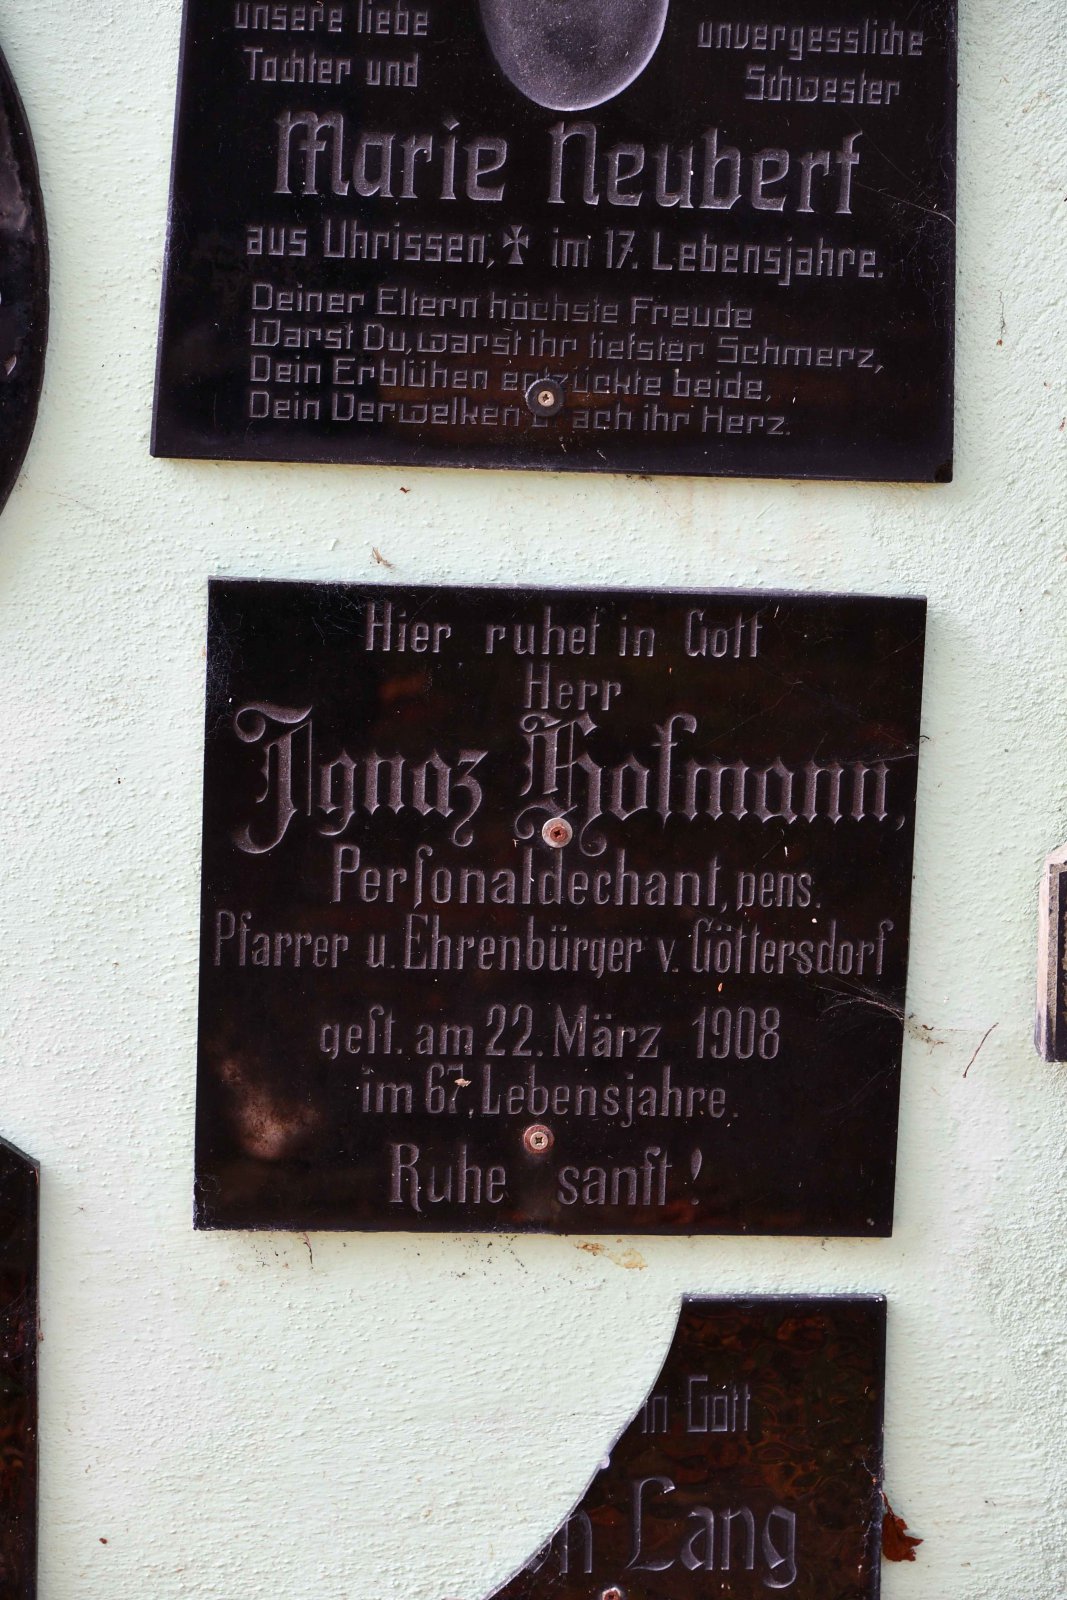 unsere liebe
Tochter und
unvergessliche
Schwester
Marie Neubert
aus Uhrissen, ✠ im 17. Lebensjahre.
Deiner Eltern höchste Freude
Warst Du, warst ihr tiefster Schmerz,
Dein Erblühen entzückte beide,
Dein Verwelken brach ihr Herz.
Hier ruhet in Gott
Herr
Ignaz Hofmann,
Perſonaldechant, pens.
Pfarrer u. Ehrenbürger v. Göttersdorf
geſt. am 22. März 1908
im 67. Lebensjahre.
Ruhe sanft!
in Gott
n Lang